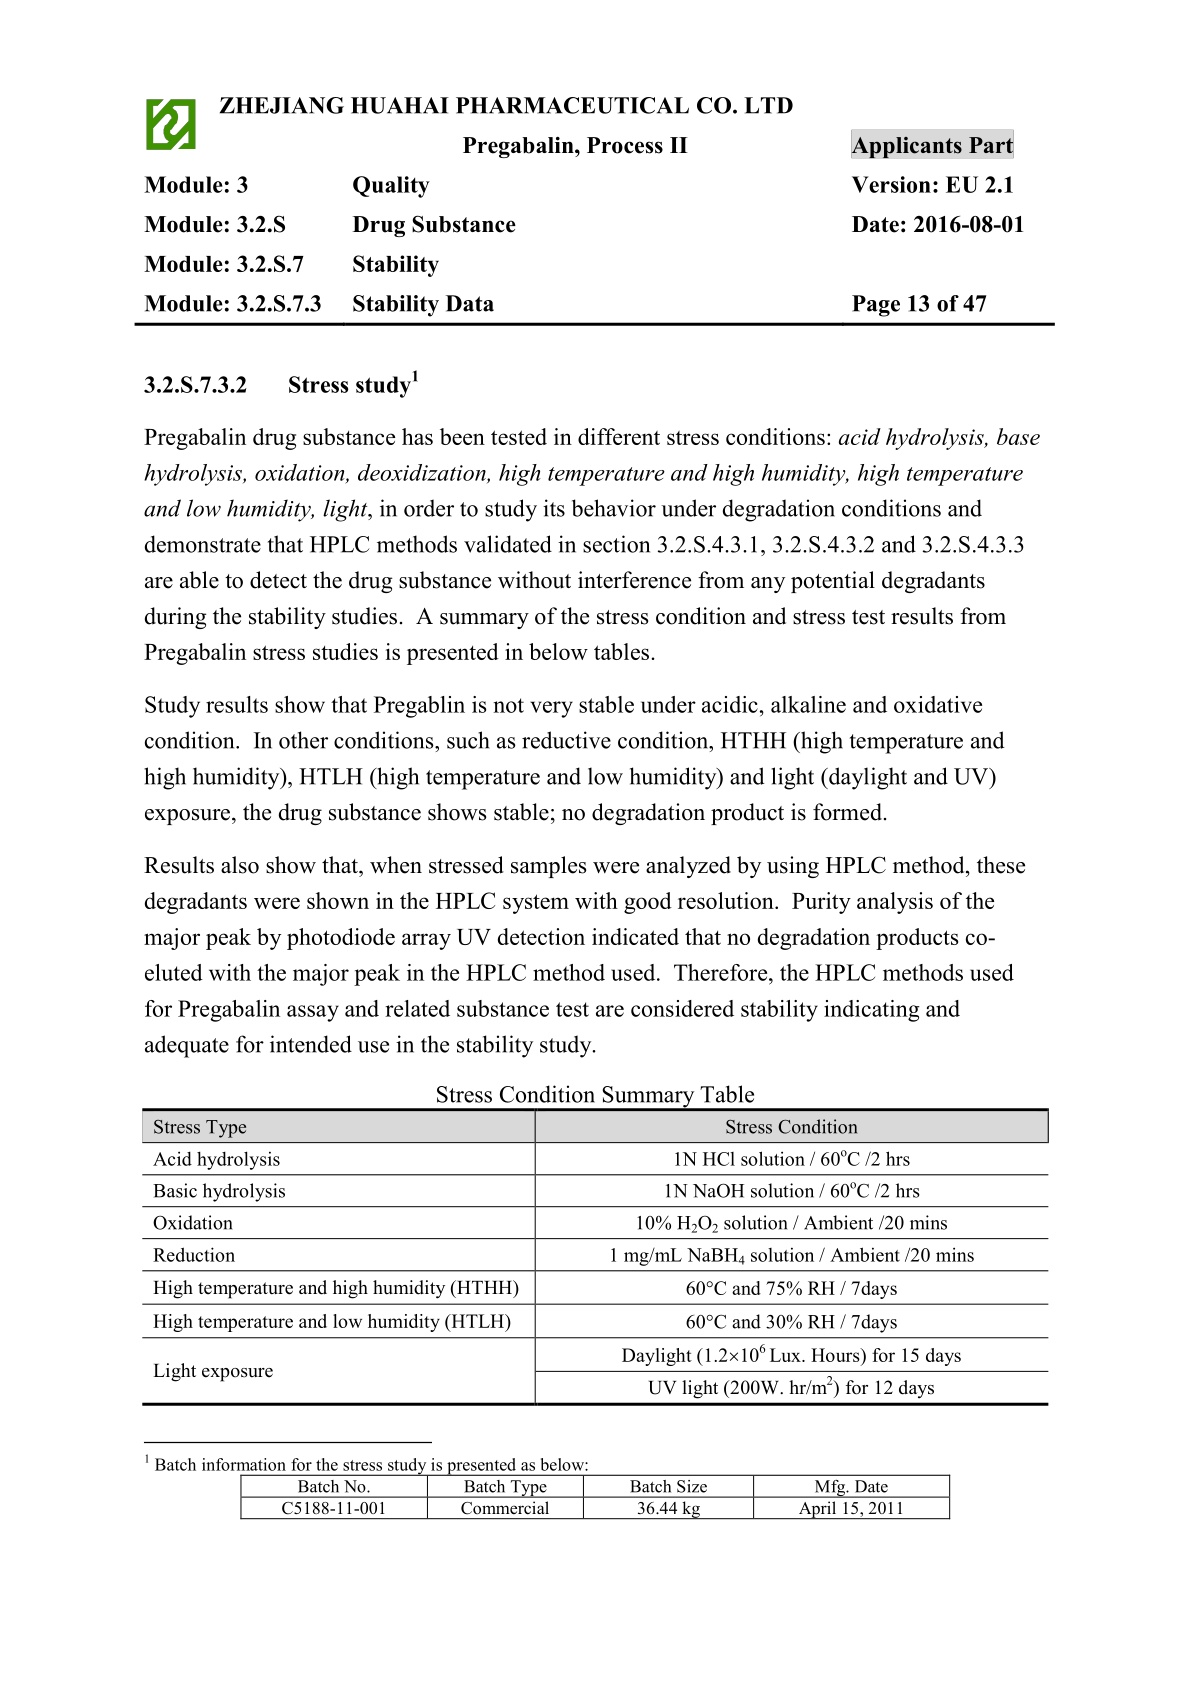 ZHEJIANG HUAHAI PHARMACEUTICAL CO. LTD
Pregabalin, Process II Applicants Part
Module: 3 Quality Version: EU 2.1
Module: 3.2.S Drug Substance Date: 2016-08-01
Module: 3.2.S.7 Stability
Module: 3.2.S.7.3 Stability Data Page 13 of 47
3.2.S.7.3.2 Stress study¹
Pregabalin drug substance has been tested in different stress conditions: acid hydrolysis, base
hydrolysis, oxidation, deoxidization, high temperature and high humidity, high temperature
and low humidity, light, in order to study its behavior under degradation conditions and
demonstrate that HPLC methods validated in section 3.2.S.4.3.1, 3.2.S.4.3.2 and 3.2.S.4.3.3
are able to detect the drug substance without interference from any potential degradants
during the stability studies. A summary of the stress condition and stress test results from
Pregabalin stress studies is presented in below tables.
Study results show that Pregablin is not very stable under acidic, alkaline and oxidative
condition. In other conditions, such as reductive condition, HTHH (high temperature and
high humidity), HTLH (high temperature and low humidity) and light (daylight and UV)
exposure, the drug substance shows stable; no degradation product is formed.
Results also show that, when stressed samples were analyzed by using HPLC method, these
degradants were shown in the HPLC system with good resolution. Purity analysis of the
major peak by photodiode array UV detection indicated that no degradation products co-
eluted with the major peak in the HPLC method used. Therefore, the HPLC methods used
for Pregabalin assay and related substance test are considered stability indicating and
adequate for intended use in the stability study.
Stress Condition Summary Table
Stress Type Stress Condition
Acid hydrolysis 1N HCl solution / 60°C /2 hrs
Basic hydrolysis 1N NaOH solution / 60°C /2 hrs
Oxidation 10% H₂O₂ solution / Ambient /20 mins
Reduction 1 mg/mL NaBH₄ solution / Ambient /20 mins
High temperature and high humidity (HTHH) 60°C and 75% RH / 7days
High temperature and low humidity (HTLH) 60°C and 30% RH / 7days
Light exposure Daylight (1.2×10⁶ Lux. Hours) for 15 days
UV light (200W. hr/m²) for 12 days
¹ Batch information for the stress study is presented as below:
Batch No. Batch Type Batch Size Mfg. Date
C5188-11-001 Commercial 36.44 kg April 15, 2011